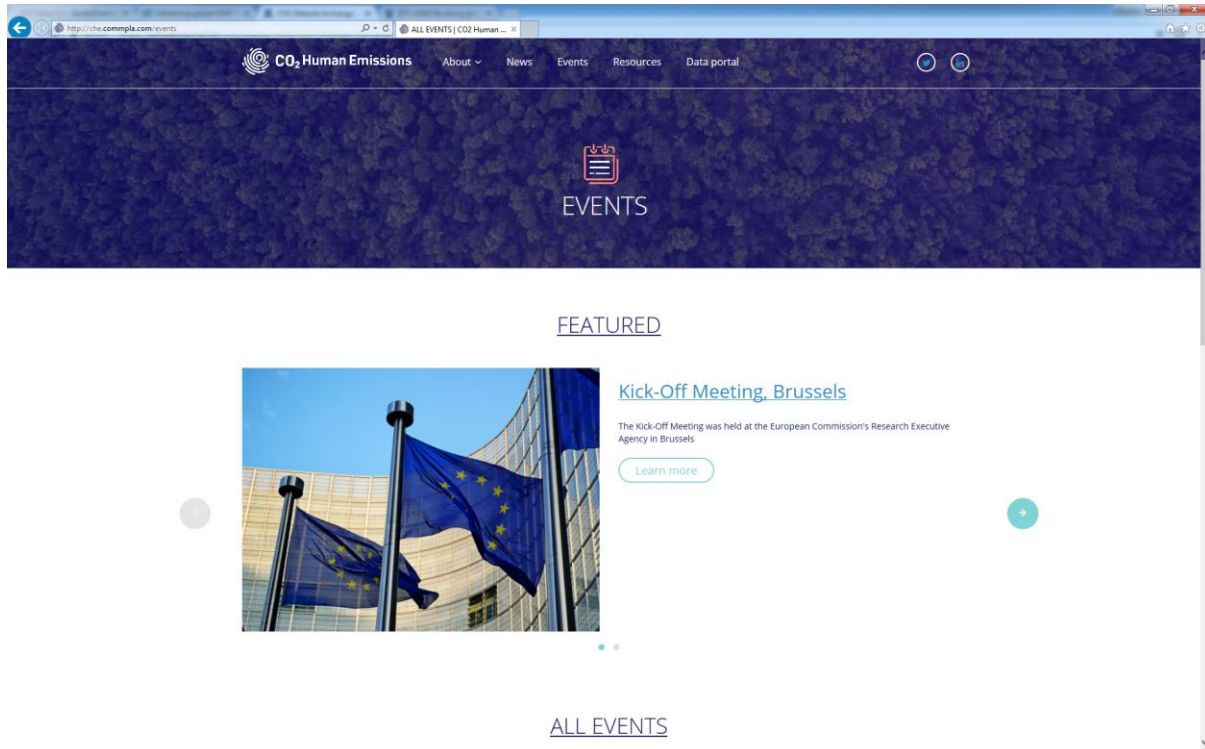 http://che.commpla.com/events
ALL EVENTS | CO2 Human ...
CO₂ Human Emissions
About
News
Events
Resources
Data portal
in
EVENTS
FEATURED
Kick-Off Meeting, Brussels
The Kick-Off Meeting was held at the European Commission's Research Executive
Agency in Brussels
Learn more
ALL EVENTS